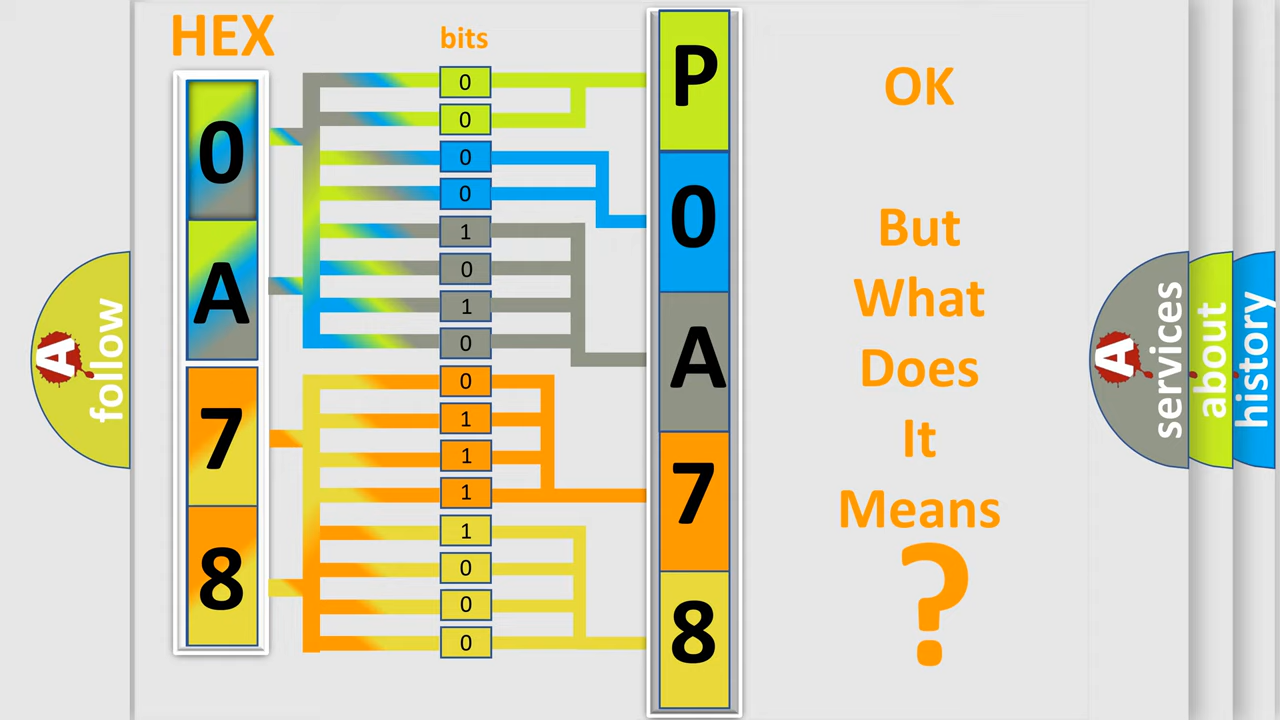 HEX
bits
0
A
7
8
0
0
0
0
1
0
1
0
0
1
1
1
1
0
0
0
P
0
A
7
8
OK
But
What
Does
It
Means
?
A
follow
A
services
about
history